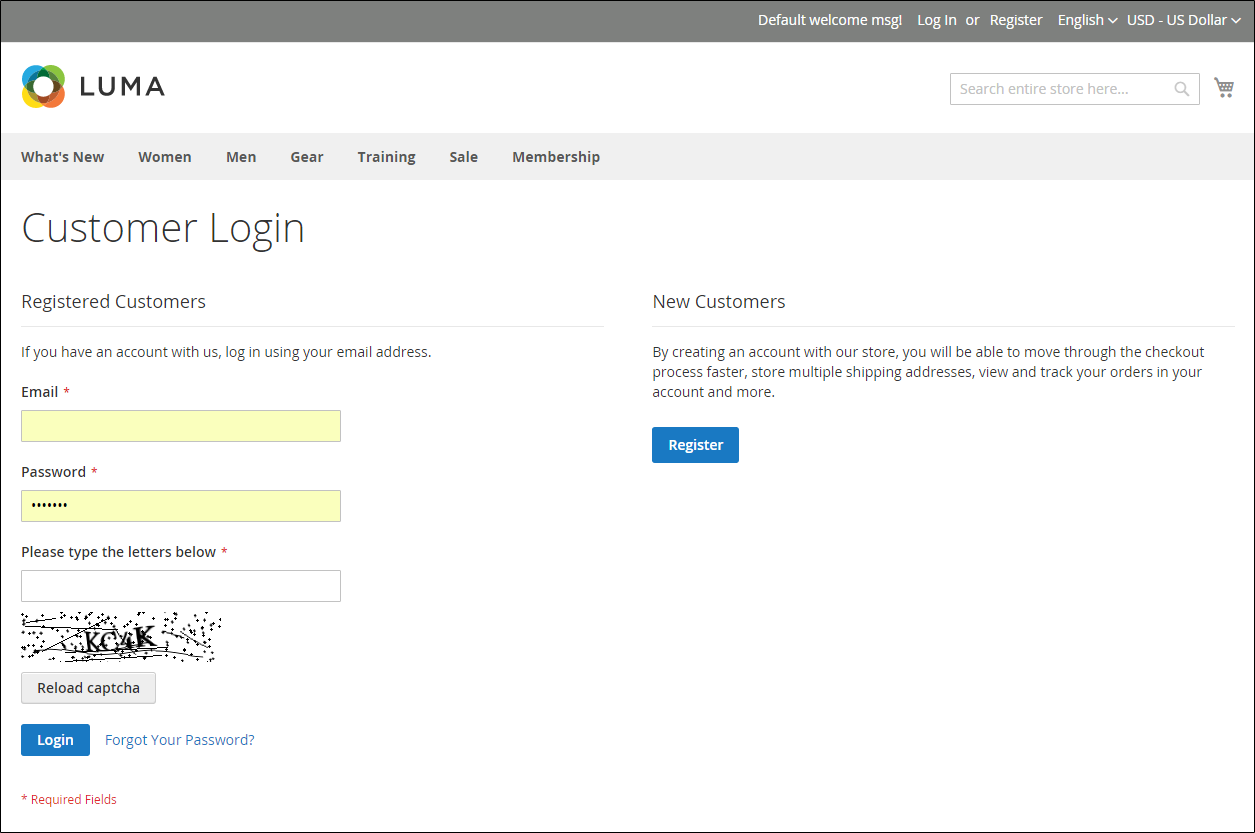 Default welcome msg! Log In or Register English USD - US Dollar
LUMA
Search entire store here...
What's New Women Men Gear Training Sale Membership
Customer Login
Registered Customers
If you have an account with us, log in using your email address.
Email *
Password *
•••••••
Please type the letters below *
KC4K
Reload captcha
Login Forgot Your Password?
* Required Fields
New Customers
By creating an account with our store, you will be able to move through the checkout
process faster, store multiple shipping addresses, view and track your orders in your
account and more.
Register